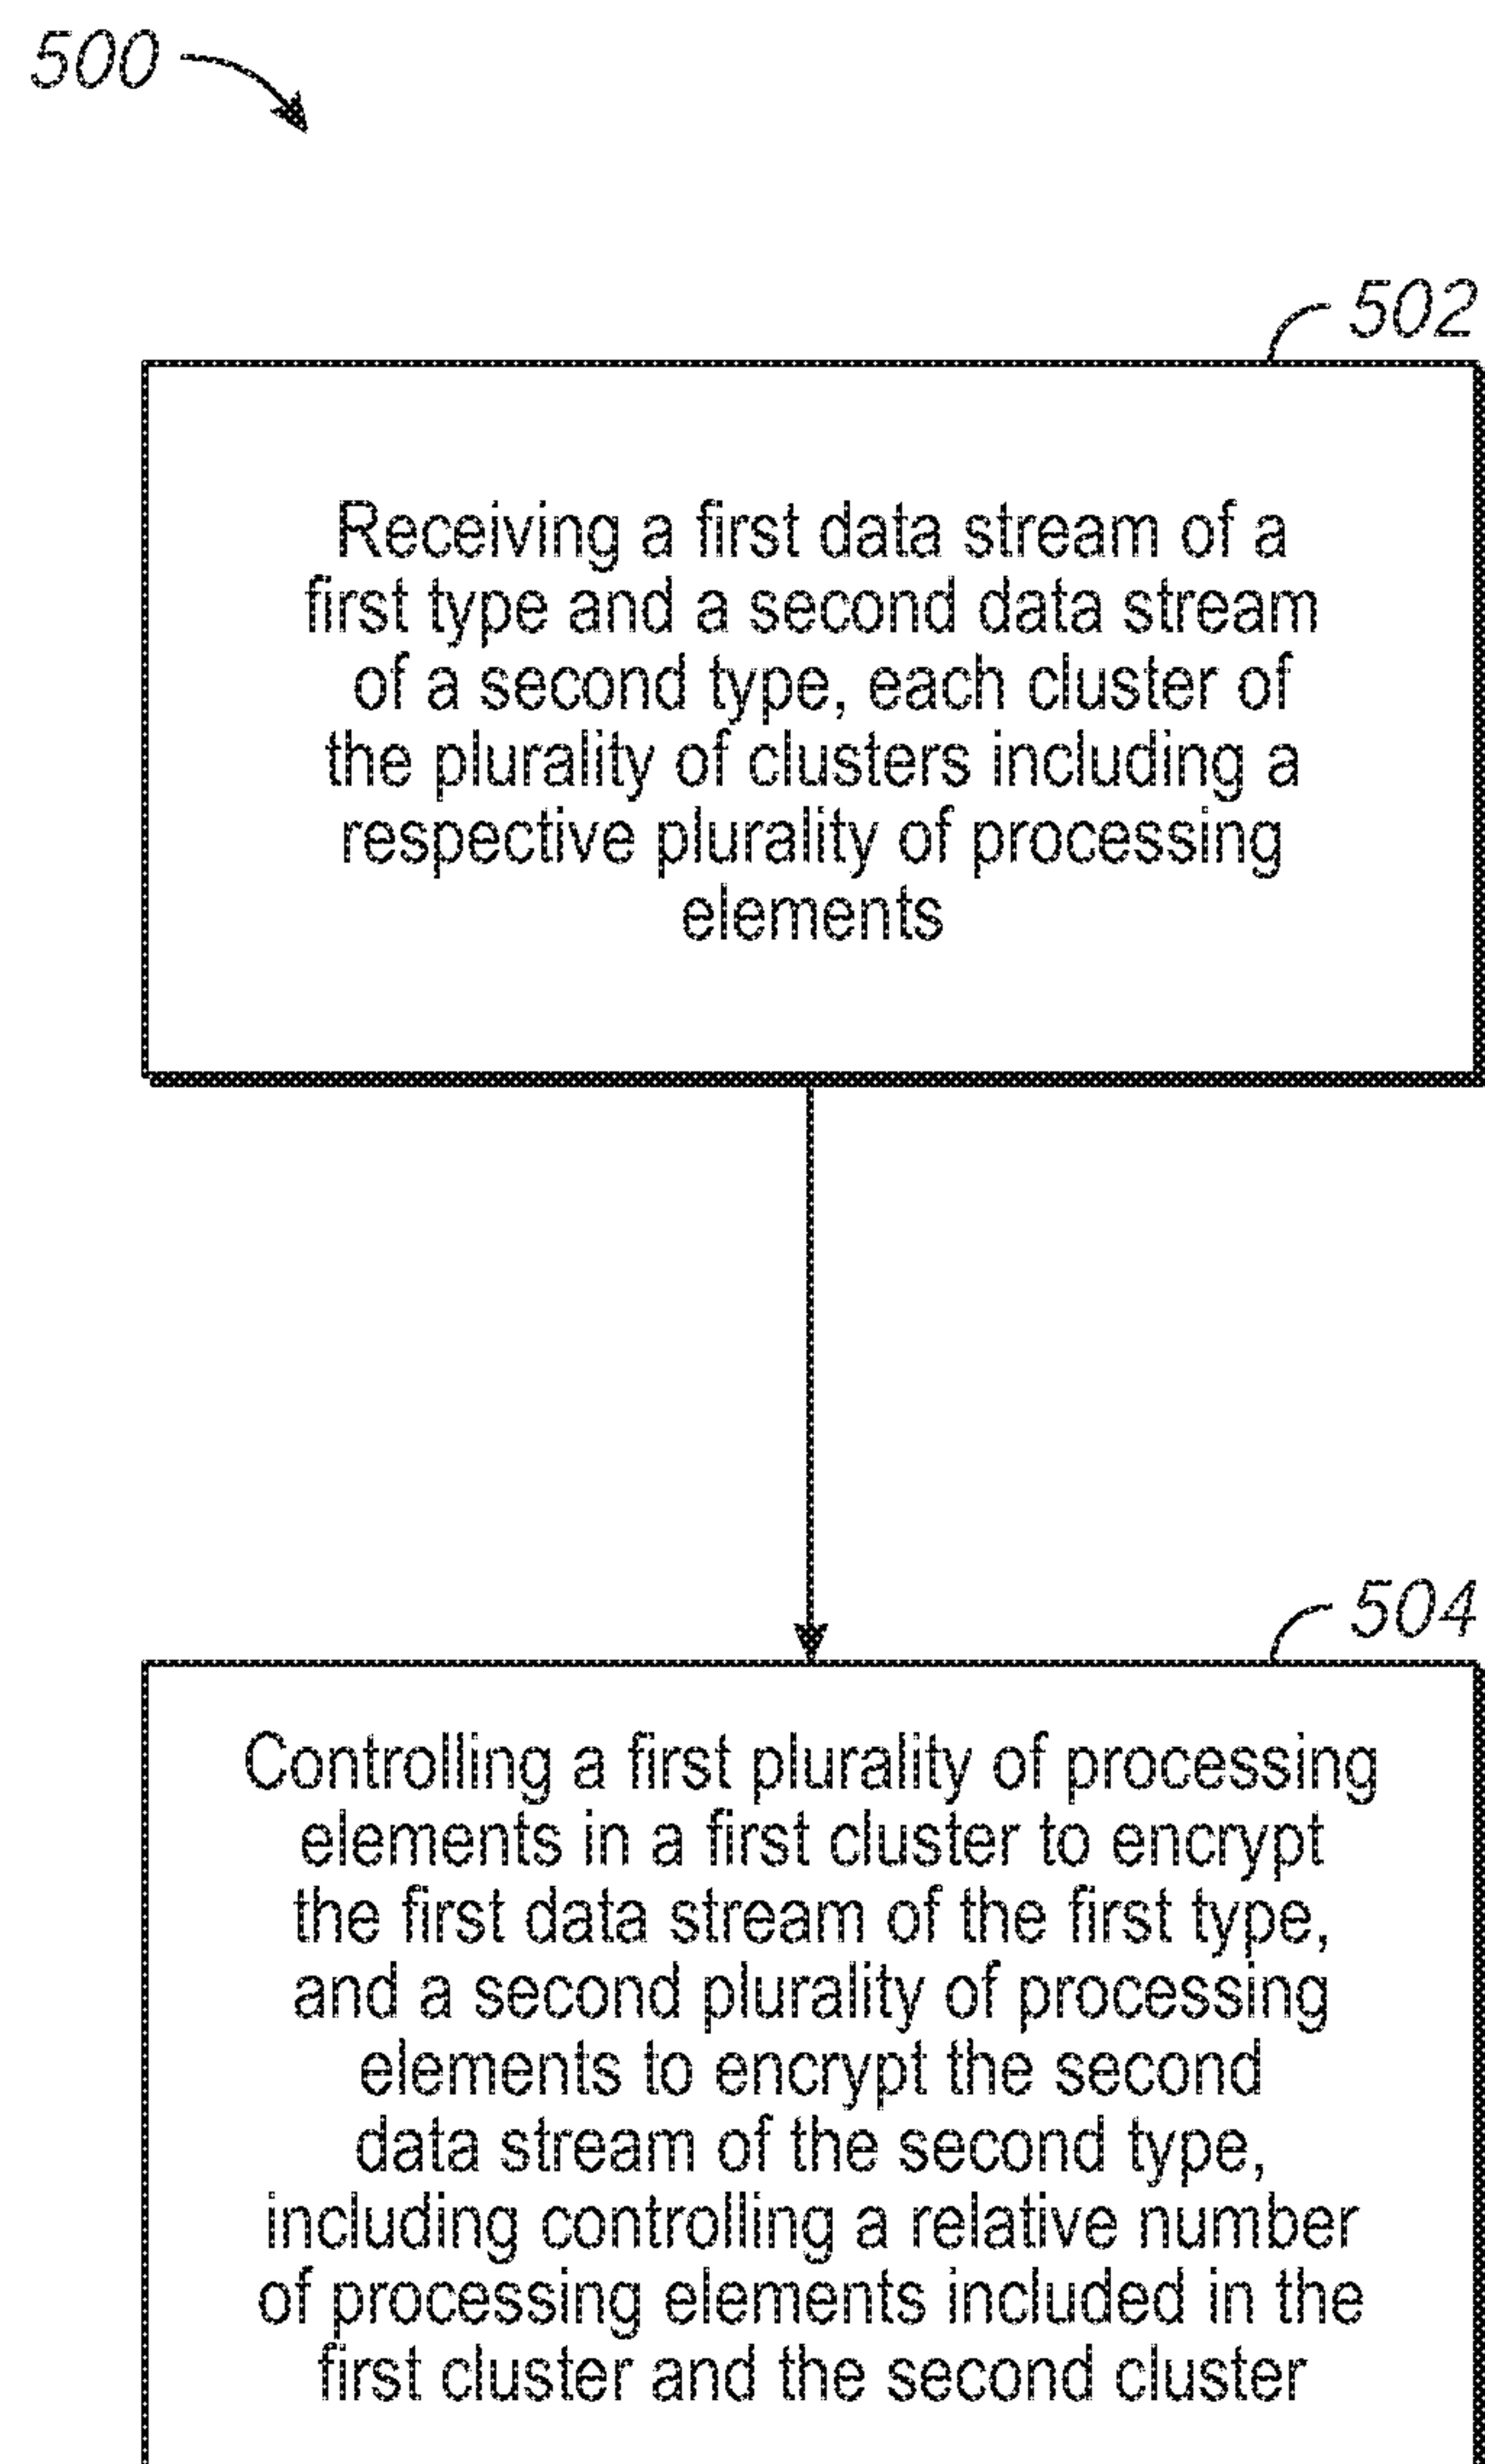 500
502
Receiving a first data stream of a
first type and a second data stream
of a second type, each cluster of
the plurality of clusters including a
respective plurality of processing
elements
504
Controlling a first plurality of processing
elements in a first cluster to encrypt
the first data stream of the first type,
and a second plurality of processing
elements to encrypt the second
data stream of the second type,
including controlling a relative number
of processing elements included in the
first cluster and the second cluster